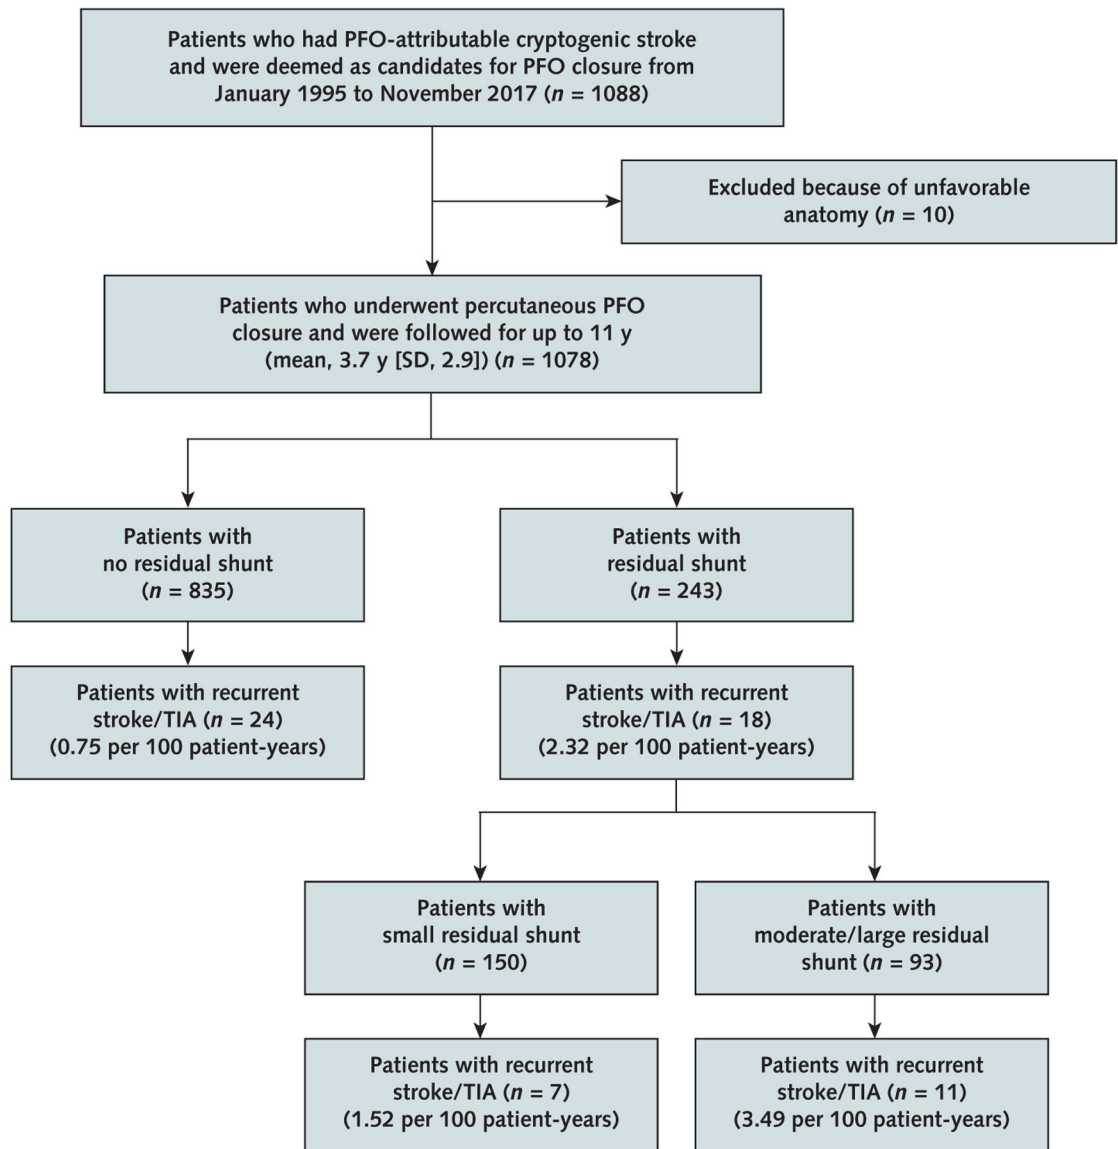 Patients who had PFO-attributable cryptogenic stroke
and were deemed as candidates for PFO closure from
January 1995 to November 2017 (n = 1088)
Excluded because of unfavorable
anatomy (n = 10)
Patients who underwent percutaneous PFO
closure and were followed for up to 11 y
(mean, 3.7 y [SD, 2.9]) (n = 1078)
Patients with
no residual shunt
(n = 835)
Patients with
residual shunt
(n = 243)
Patients with recurrent
stroke/TIA (n = 24)
(0.75 per 100 patient-years)
Patients with recurrent
stroke/TIA (n = 18)
(2.32 per 100 patient-years)
Patients with
small residual shunt
(n = 150)
Patients with
moderate/large residual
shunt (n = 93)
Patients with recurrent
stroke/TIA (n = 7)
(1.52 per 100 patient-years)
Patients with recurrent
stroke/TIA (n = 11)
(3.49 per 100 patient-years)